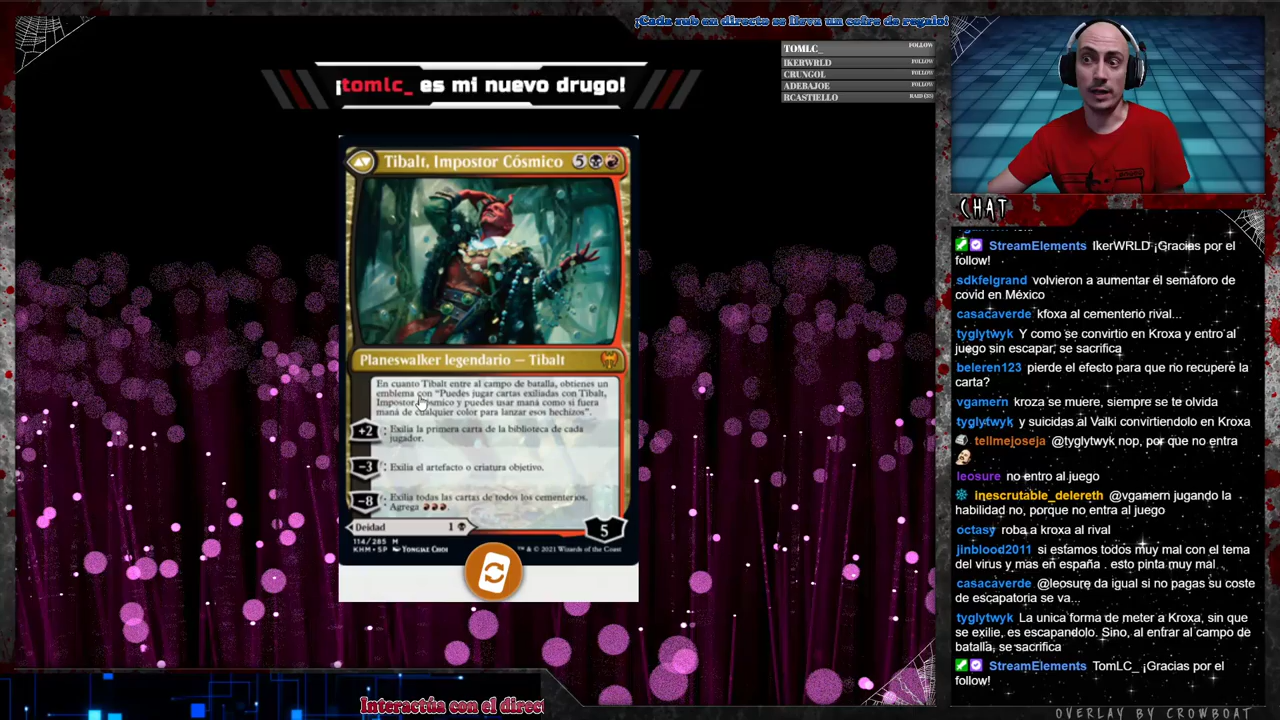 ¡Cada sub en directo se lleva un cofre de regalo!
TOMLC_ FOLLOW
IKERWRLD FOLLOW
CRUNGOL FOLLOW
ADEBAJOE FOLLOW
RCASTIELLO RAID (35)
¡tomlc_ es mi nuevo drugo!
Tibalt, Impostor Cósmico 5
Planeswalker legendario — Tibalt
En cuanto Tibalt entre al campo de batalla, obtienes un
emblema con "Puedes jugar cartas exiliadas con Tibalt,
Impostor Cósmico y puedes usar maná como si fuera
maná de cualquier color para lanzar esos hechizos".
+2 : Exilia la primera carta de la biblioteca de cada
jugador.
−3 : Exilia el artefacto o criatura objetivo.
−8 : Exilia todas las cartas de todos los cementerios.
Agrega
Deidad 1
5
114/285 M
KHM • SP YONGJAE CHOI
™ & © 2021 Wizards of the Coast
Interactúa con el direc
CHAT
StreamElements IkerWRLD ¡Gracias por el
follow!
sdkfelgrand volvieron a aumentar el semáforo de
covid en México
casacaverde kfoxa al cementerio rival...
tyglytwyk Y como se convirtio en Kroxa y entro al
juego sin escapar, se sacrifica
beleren123 pierde el efecto para que no recuperé la
carta?
vgamern kroza se muere, siempre se te olvida
tyglytwyk y suicidas al Valki convirtiendolo en Kroxa
tellmejoseja @tyglytwyk nop, por que no entra
leosure no entro al juego
inescrutable_delereth @vgamern jugando la
habilidad no, porque no entra al juego
octasy roba a kroxa al rival
jinblood2011 si estamos todos muy mal con el tema
del virus y mas en españa . esto pinta muy mal
casacaverde @leosure da igual si no pagas su coste
de escapatoria se va...
tyglytwyk La unica forma de meter a Kroxa, sin que
se exilie, es escapandolo. Sino, al entrar al campo de
batalla, se sacrifica
StreamElements TomLC_ ¡Gracias por el
follow!
OVERLAY BY CROWBOAT